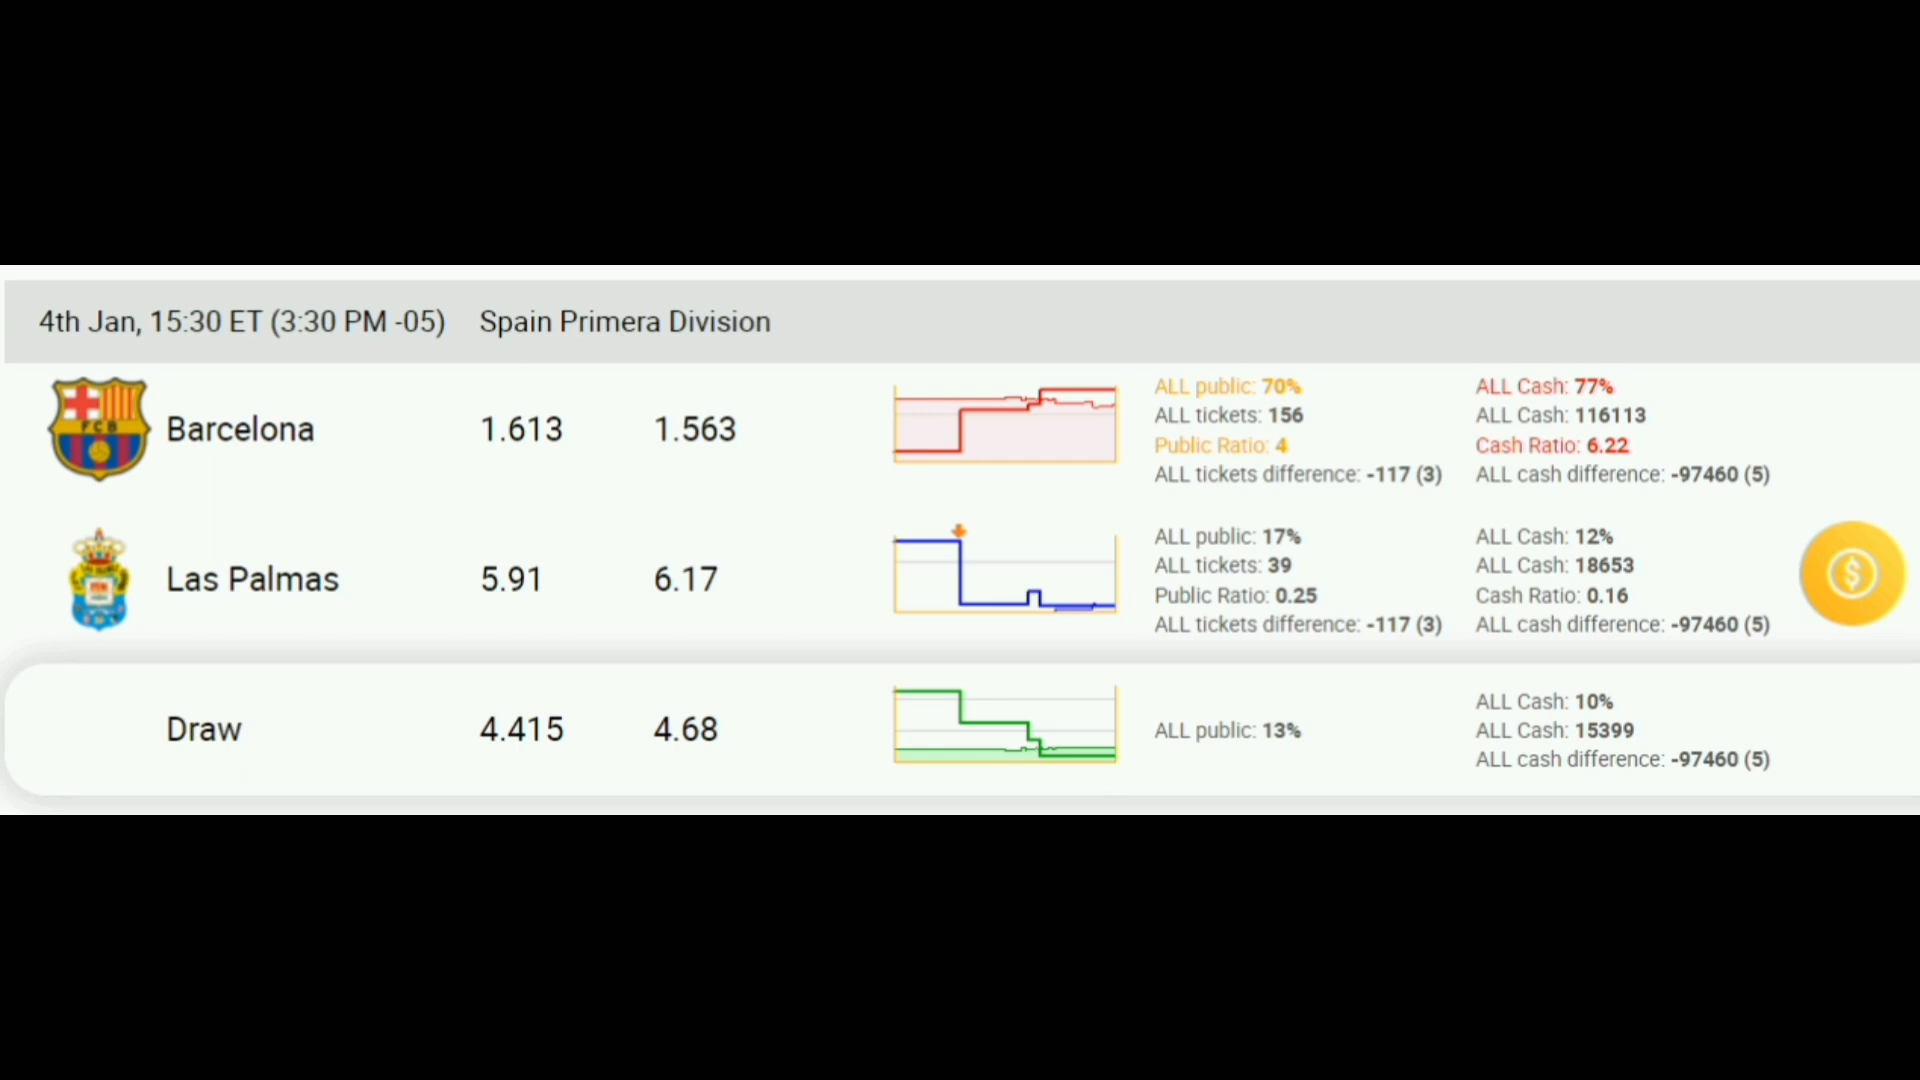 4th Jan, 15:30 ET (3:30 PM -05) Spain Primera Division
FCB
Barcelona 1.613 1.563
ALL public: 70%
ALL tickets: 156
Public Ratio: 4
ALL tickets difference: -117 (3)
ALL Cash: 77%
ALL Cash: 116113
Cash Ratio: 6.22
ALL cash difference: -97460 (5)
Las Palmas 5.91 6.17
ALL public: 17%
ALL tickets: 39
Public Ratio: 0.25
ALL tickets difference: -117 (3)
ALL Cash: 12%
ALL Cash: 18653
Cash Ratio: 0.16
ALL cash difference: -97460 (5)
$
Draw 4.415 4.68
ALL public: 13%
ALL Cash: 10%
ALL Cash: 15399
ALL cash difference: -97460 (5)